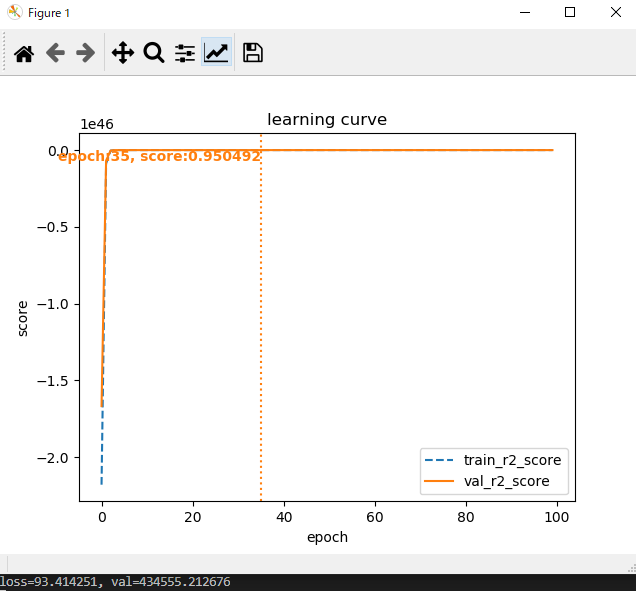 Figure 1
learning curve
1e46
0.0
epoch:35, score:0.950492
−0.5
−1.0
score
−1.5
−2.0
train_r2_score
val_r2_score
0 20 40 60 80 100
epoch
loss=93.414251, val=434555.212676